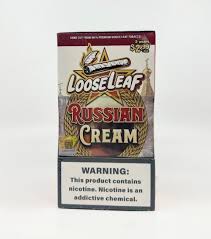 LOOSELEAF
RUSSIAN
CREAM
WARNING:
This product contains
nicotine. Nicotine is an
addictive chemical.